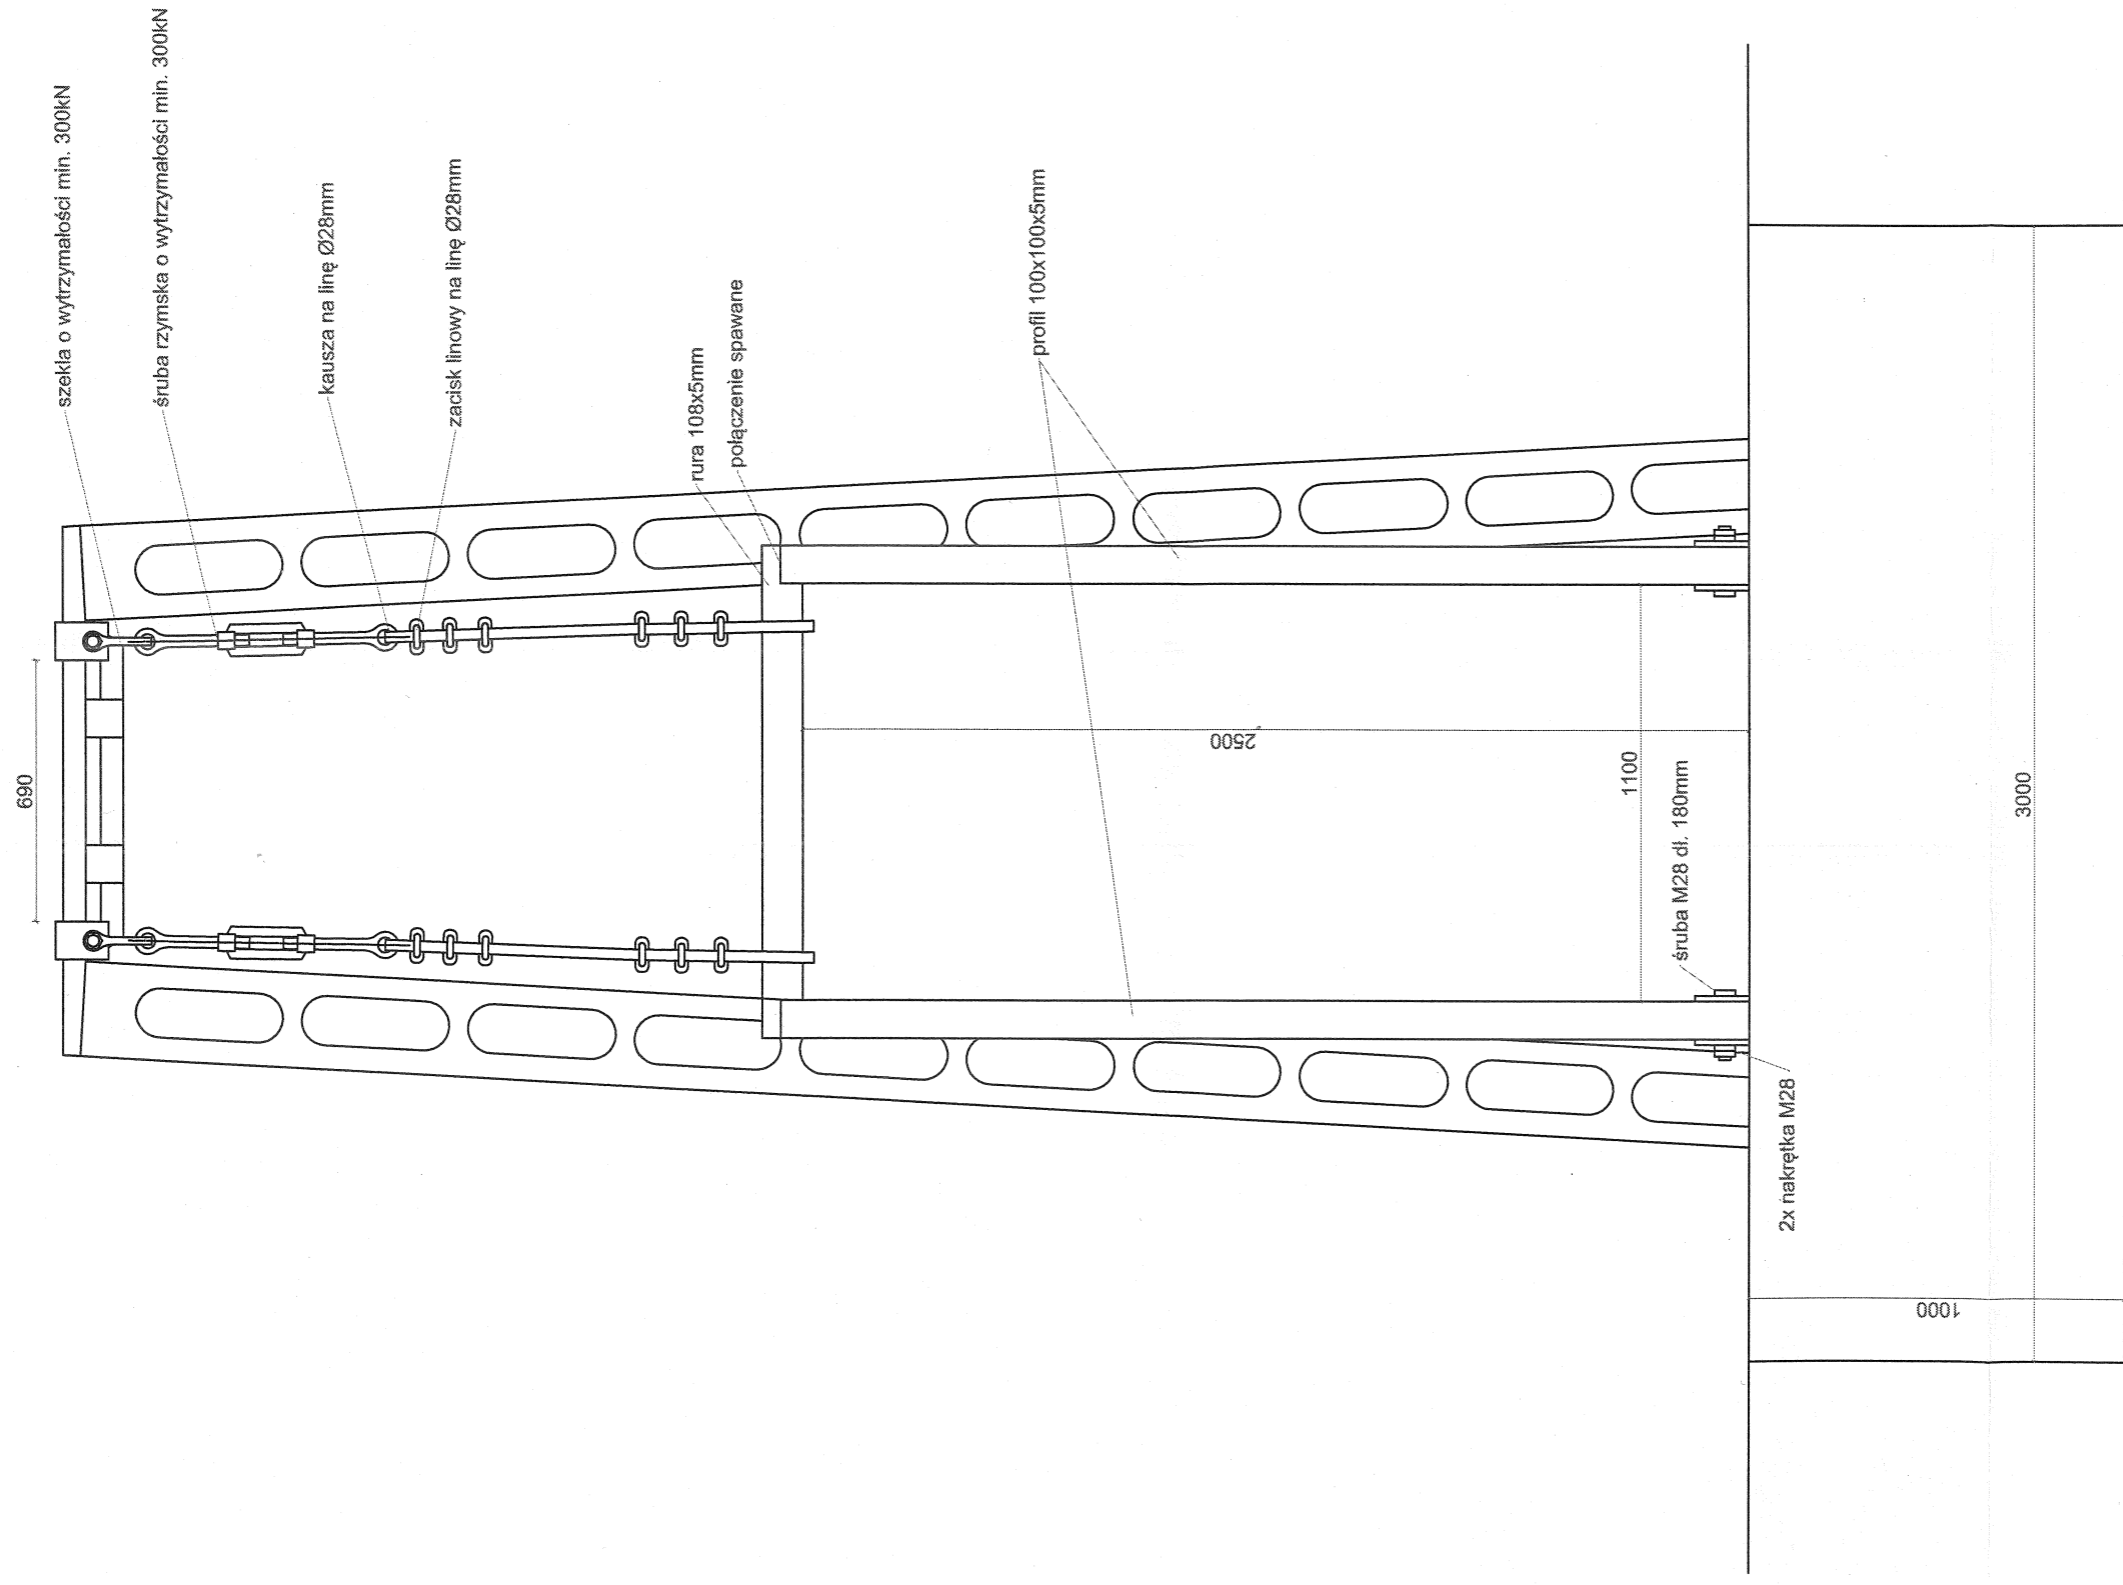 szekla o wytrzymałości min. 300kN
śruba rzymska o wytrzymałości min. 300kN
kausza na linę Ø28mm
zacisk linowy na linę Ø28mm
rura 108x5mm
połączenie spawane
profil 100x100x5mm
690
2500
1100
śruba M28 dł. 180mm
2x nakrętka M28
3000
1000